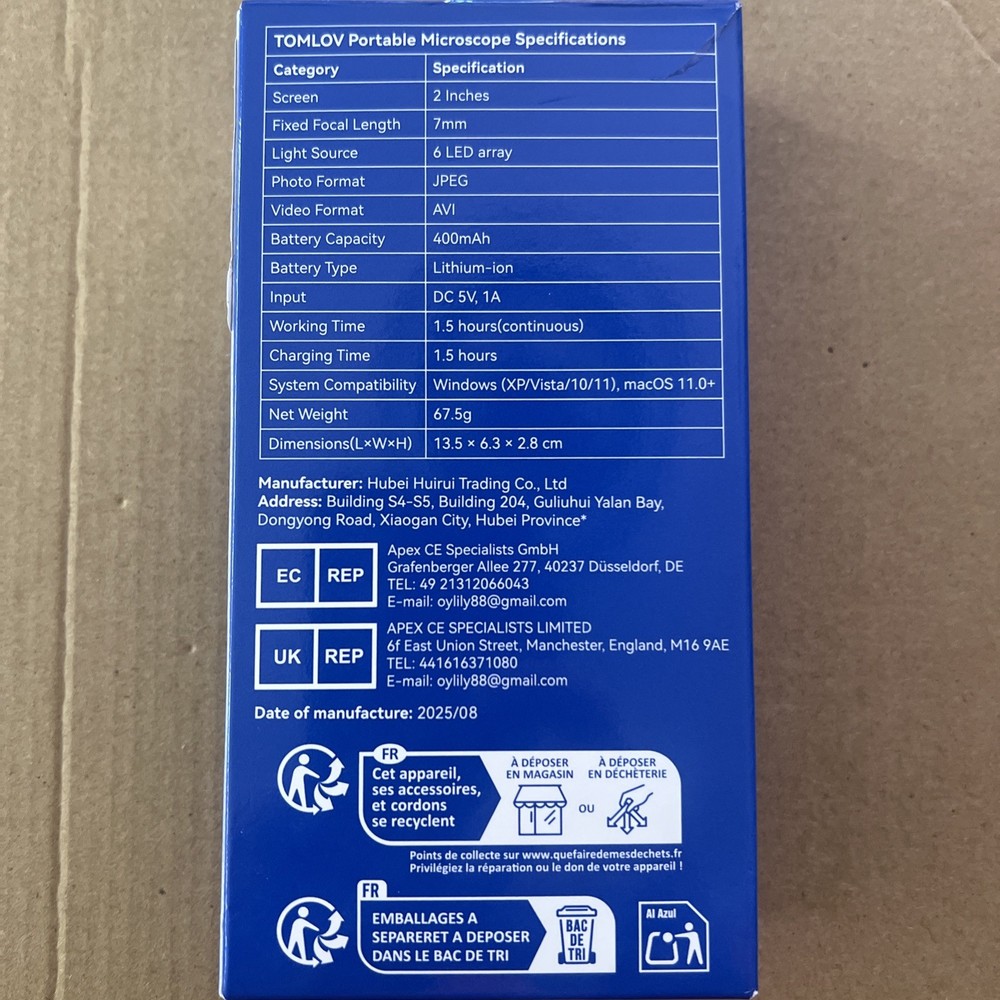 TOMLOV Portable Microscope Specifications
Category Specification
Screen 2 Inches
Fixed Focal Length 7mm
Light Source 6 LED array
Photo Format JPEG
Video Format AVI
Battery Capacity 400mAh
Battery Type Lithium-ion
Input DC 5V, 1A
Working Time 1.5 hours(continuous)
Charging Time 1.5 hours
System Compatibility Windows (XP/Vista/10/11), macOS 11.0+
Net Weight 67.5g
Dimensions(L×W×H) 13.5 × 6.3 × 2.8 cm
Manufacturer: Hubei Huirui Trading Co., Ltd
Address: Building S4-S5, Building 204, Guliuhui Yalan Bay,
Dongyong Road, Xiaogan City, Hubei Province*
EC REP
Apex CE Specialists GmbH
Grafenberger Allee 277, 40237 Düsseldorf, DE
TEL: 49 21312066043
E-mail: oylily88@gmail.com
UK REP
APEX CE SPECIALISTS LIMITED
6f East Union Street, Manchester, England, M16 9AE
TEL: 441616371080
E-mail: oylily88@gmail.com
Date of manufacture: 2025/08
FR
Cet appareil,
ses accessoires,
et cordons
se recyclent
À DÉPOSER
EN MAGASIN
OU
À DÉPOSER
EN DÉCHÈTERIE
Points de collecte sur www.quefairedemesdechets.fr
Privilégiez la réparation ou le don de votre appareil !
FR
EMBALLAGES A
SEPARERET A DEPOSER
DANS LE BAC DE TRI
BAC
DE
TRI
Al Azul